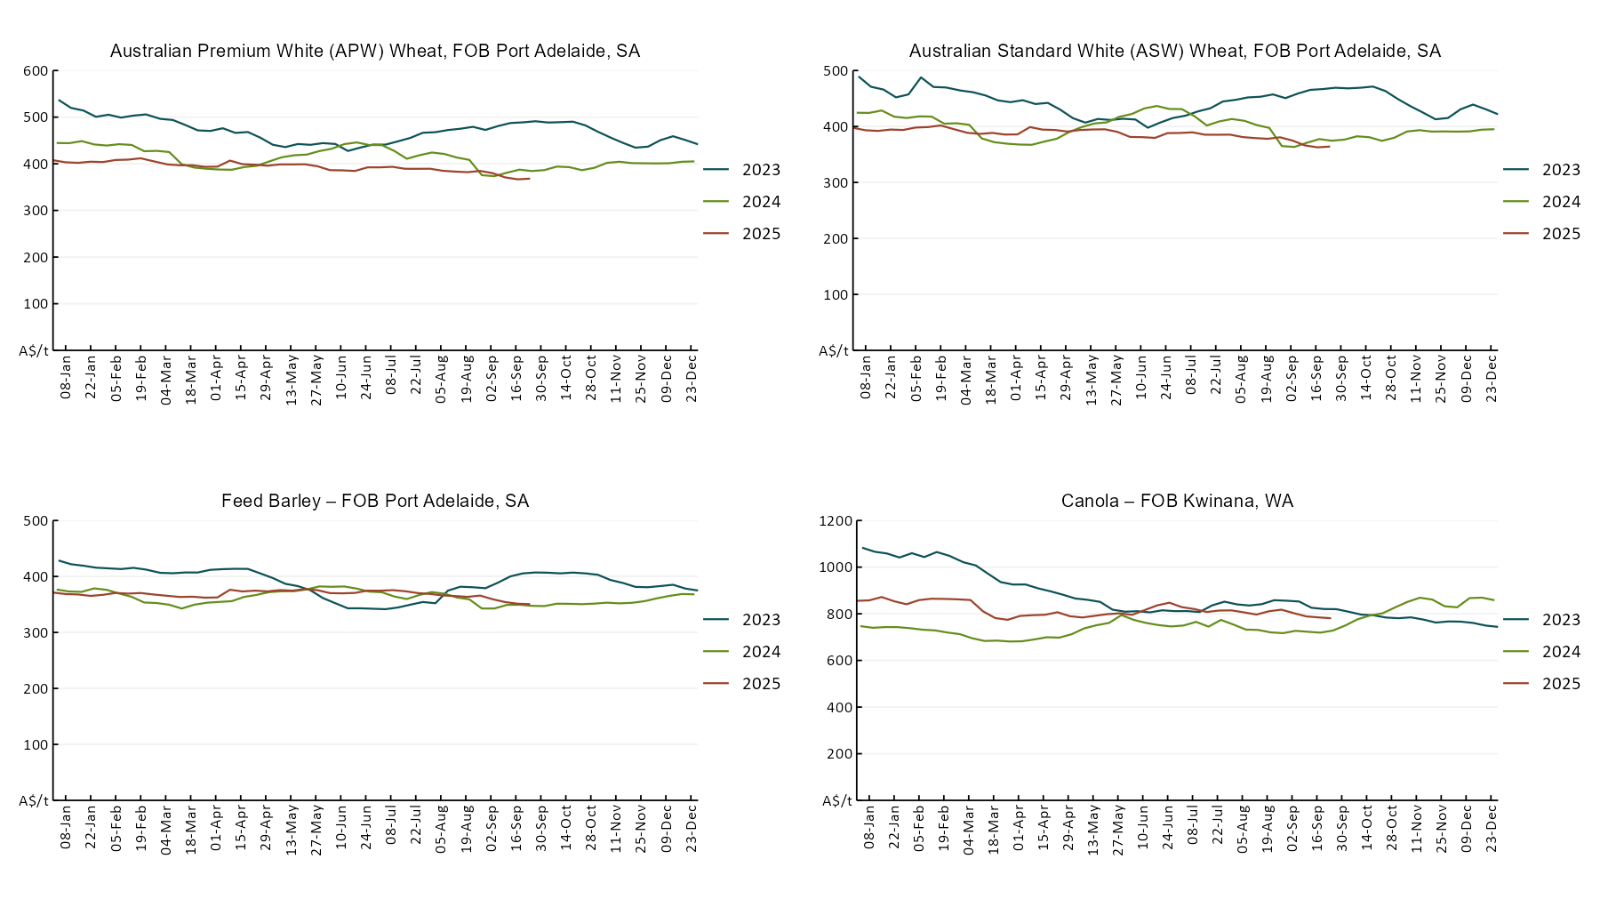 Australian Premium White (APW) Wheat, FOB Port Adelaide, SA
600
500
400
300
200
100
A$/t
08-Jan
22-Jan
05-Feb
19-Feb
04-Mar
18-Mar
01-Apr
15-Apr
29-Apr
13-May
27-May
10-Jun
24-Jun
08-Jul
22-Jul
05-Aug
19-Aug
02-Sep
16-Sep
30-Sep
14-Oct
28-Oct
11-Nov
25-Nov
09-Dec
23-Dec
2023
2024
2025
Australian Standard White (ASW) Wheat, FOB Port Adelaide, SA
500
400
300
200
100
A$/t
08-Jan
22-Jan
05-Feb
19-Feb
04-Mar
18-Mar
01-Apr
15-Apr
29-Apr
13-May
27-May
10-Jun
24-Jun
08-Jul
22-Jul
05-Aug
19-Aug
02-Sep
16-Sep
30-Sep
14-Oct
28-Oct
11-Nov
25-Nov
09-Dec
23-Dec
2023
2024
2025
Feed Barley – FOB Port Adelaide, SA
500
400
300
200
100
A$/t
08-Jan
22-Jan
05-Feb
19-Feb
04-Mar
18-Mar
01-Apr
15-Apr
29-Apr
13-May
27-May
10-Jun
24-Jun
08-Jul
22-Jul
05-Aug
19-Aug
02-Sep
16-Sep
30-Sep
14-Oct
28-Oct
11-Nov
25-Nov
09-Dec
23-Dec
2023
2024
2025
Canola – FOB Kwinana, WA
1200
1000
800
600
400
200
A$/t
08-Jan
22-Jan
05-Feb
19-Feb
04-Mar
18-Mar
01-Apr
15-Apr
29-Apr
13-May
27-May
10-Jun
24-Jun
08-Jul
22-Jul
05-Aug
19-Aug
02-Sep
16-Sep
30-Sep
14-Oct
28-Oct
11-Nov
25-Nov
09-Dec
23-Dec
2023
2024
2025